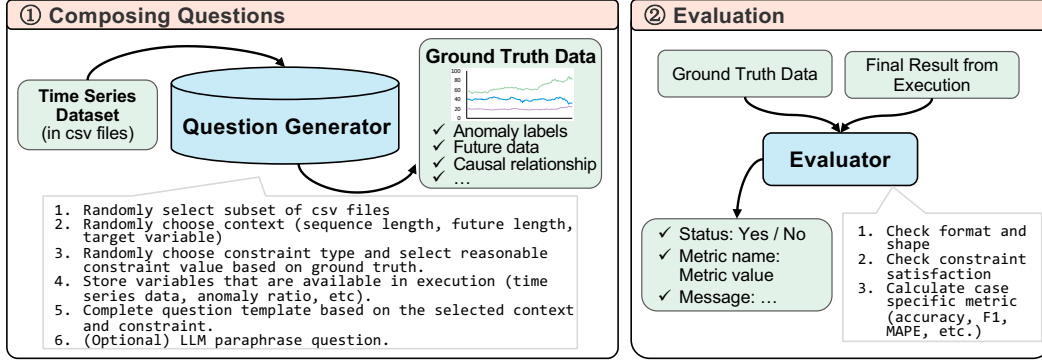 ① Composing Questions
Time Series
Dataset
(in csv files)
Question Generator
Ground Truth Data
100
80
60
40
20
0
✓ Anomaly labels
✓ Future data
✓ Causal relationship
✓ ...
1. Randomly select subset of csv files
2. Randomly choose context (sequence length, future length,
target variable)
3. Randomly choose constraint type and select reasonable
constraint value based on ground truth.
4. Store variables that are available in execution (time
series data, anomaly ratio, etc).
5. Complete question template based on the selected context
and constraint.
6. (Optional) LLM paraphrase question.
② Evaluation
Ground Truth Data
Final Result from
Execution
Evaluator
✓ Status: Yes / No
✓ Metric name:
Metric value
✓ Message: ...
1. Check format and
shape
2. Check constraint
satisfaction
3. Calculate case
specific metric
(accuracy, F1,
MAPE, etc.)